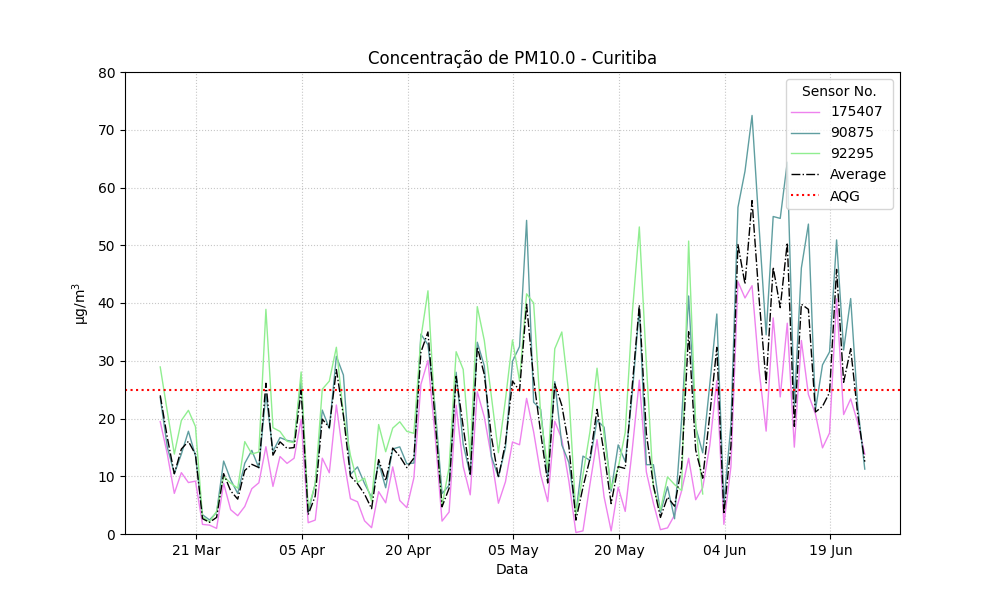 Concentração de PM10.0 - Curitiba
80
70
60
50
40
30
20
10
0
µg/m³
21 Mar
05 Apr
20 Apr
05 May
20 May
04 Jun
19 Jun
Data
Sensor No.
175407
90875
92295
Average
AQG